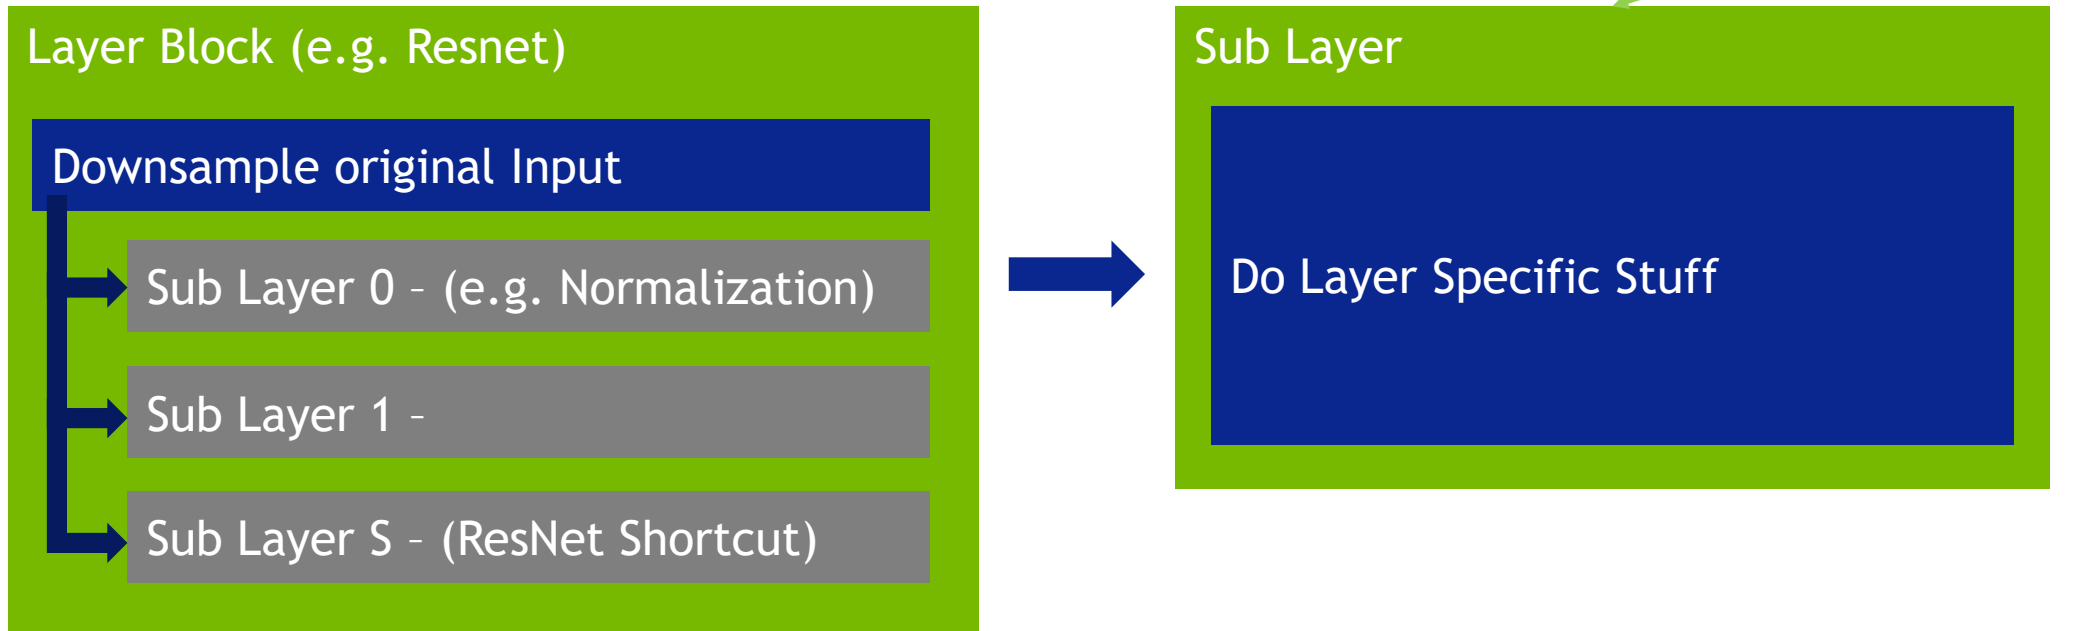 Layer Block (e.g. Resnet)
Downsample original Input
Sub Layer 0 – (e.g. Normalization)
Sub Layer 1 –
Sub Layer S – (ResNet Shortcut)
Sub Layer
Do Layer Specific Stuff